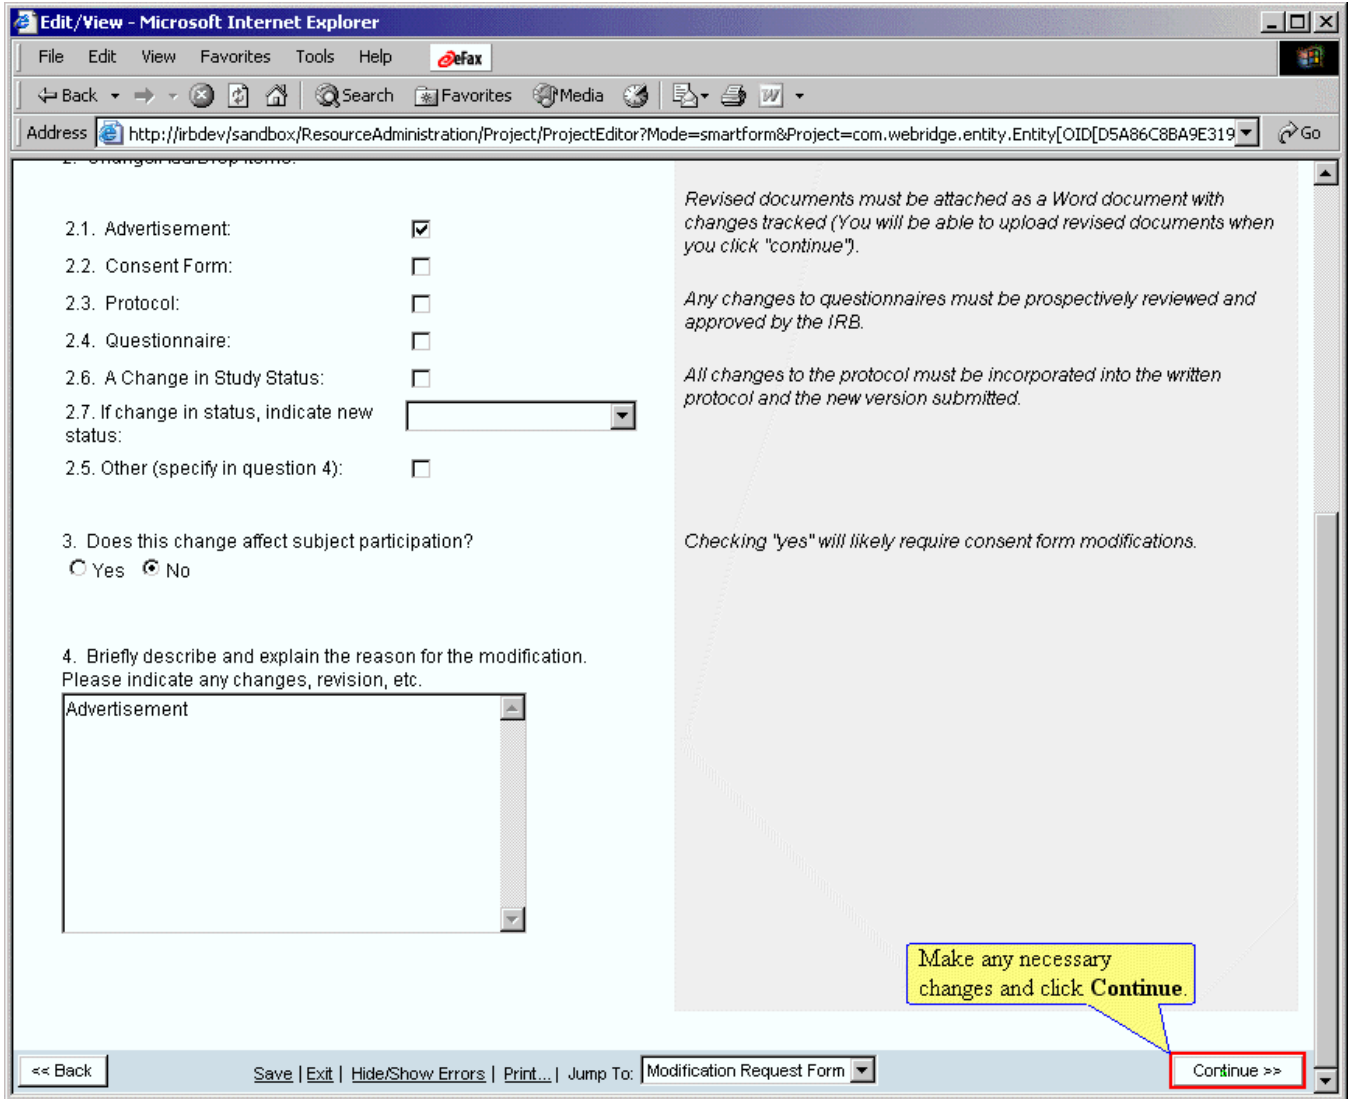 Edit/View - Microsoft Internet Explorer
File Edit View Favorites Tools Help eFax
Back Search Favorites Media
Address http://irbdev/sandbox/ResourceAdministration/Project/ProjectEditor?Mode=smartform&Project=com.webridge.entity.Entity[OID[D5A86C8BA9E319 Go
Revised documents must be attached as a Word document with
changes tracked (You will be able to upload revised documents when
you click "continue").
2.1. Advertisement:
2.2. Consent Form:
2.3. Protocol:
Any changes to questionnaires must be prospectively reviewed and
approved by the IRB.
2.4. Questionnaire:
2.6. A Change in Study Status:
All changes to the protocol must be incorporated into the written
protocol and the new version submitted.
2.7. If change in status, indicate new
status:
2.5. Other (specify in question 4):
3. Does this change affect subject participation?
Checking "yes" will likely require consent form modifications.
Yes No
4. Briefly describe and explain the reason for the modification.
Please indicate any changes, revision, etc.
Advertisement
Make any necessary
changes and click Continue.
<< Back Save | Exit | Hide/Show Errors | Print... | Jump To: Modification Request Form Continue >>